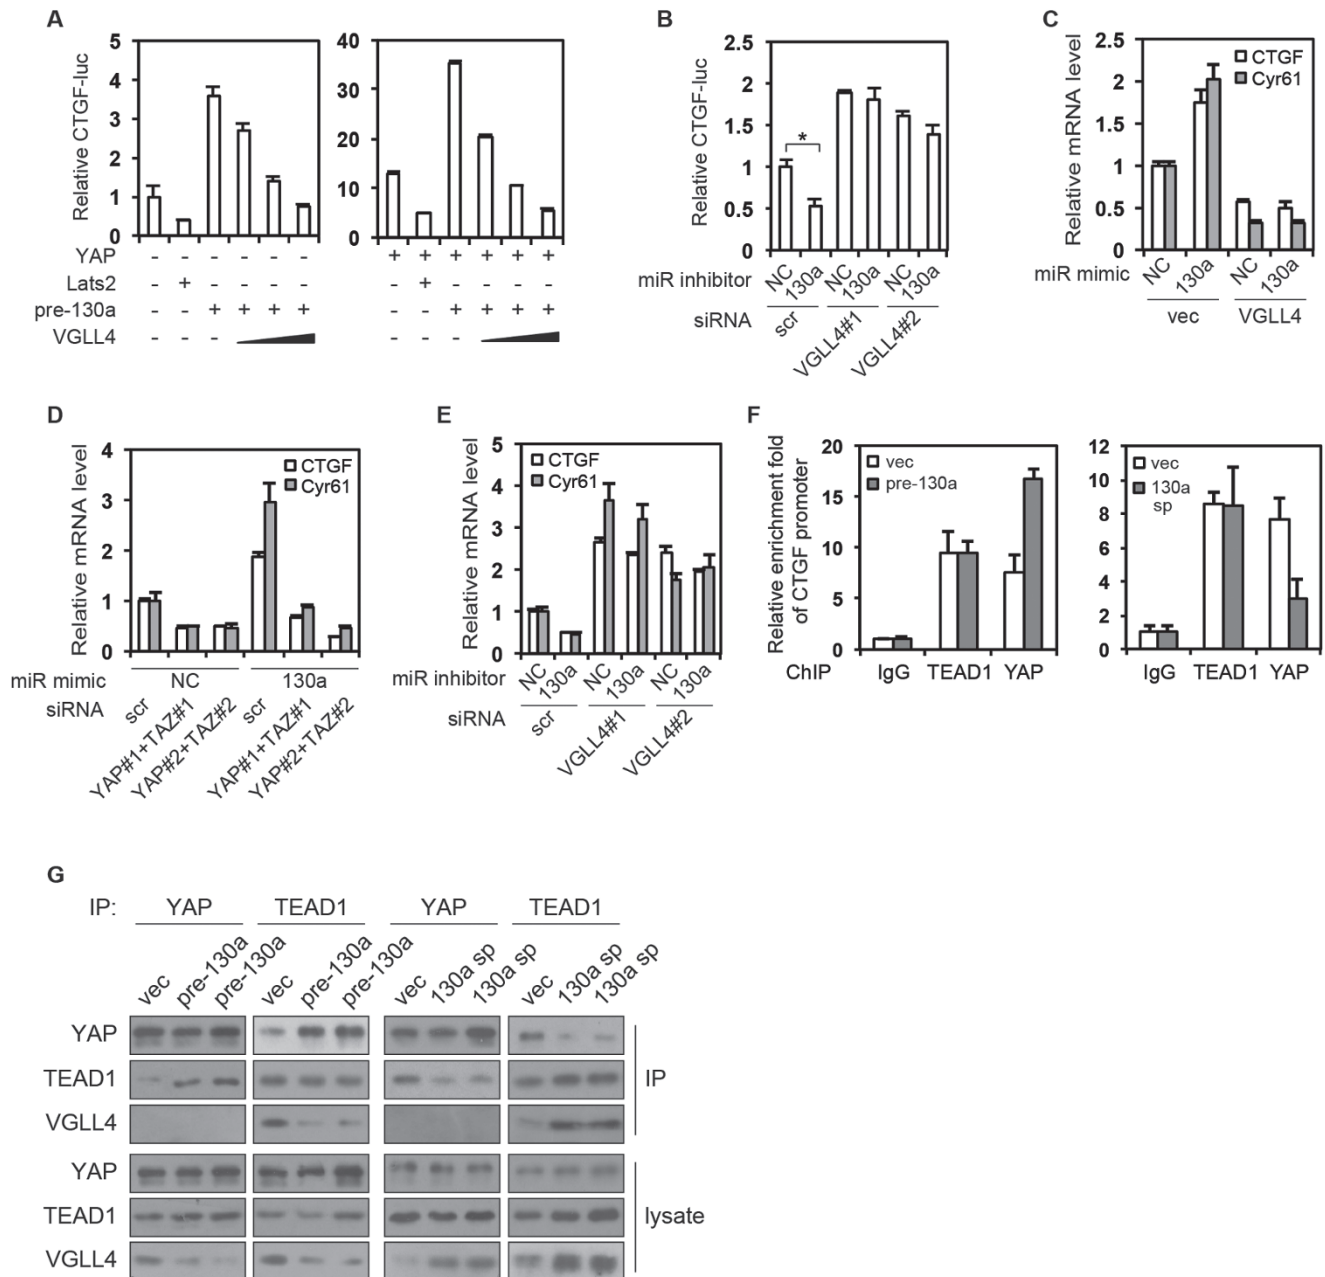 A
Relative CTGF-luc
5
4
3
2
1
0
40
30
20
10
0
YAP - - - - - - + + + + + +
Lats2 - + - - - - - + - - - -
pre-130a - - + + + + - - + + + +
VGLL4 - - - - - -
B
Relative CTGF-luc
2.5
2
1.5
1
0.5
0
*
miR inhibitor NC 130a NC 130a NC 130a
siRNA scr VGLL4#1 VGLL4#2
C
Relative mRNA level
2.5
2
1.5
1
0.5
0
CTGF
Cyr61
miR mimic NC 130a NC 130a
vec VGLL4
D
Relative mRNA level
4
3
2
1
0
CTGF
Cyr61
miR mimic NC 130a
siRNA scr YAP#1+TAZ#1 YAP#2+TAZ#2 scr YAP#1+TAZ#1 YAP#2+TAZ#2
E
Relative mRNA level
5
4
3
2
1
0
CTGF
Cyr61
miR inhibitor NC 130a NC 130a NC 130a
siRNA scr VGLL4#1 VGLL4#2
F
Relative enrichment fold
of CTGF promoter
20
15
10
5
0
vec
pre-130a
12
10
8
6
4
2
0
vec
130a
sp
ChIP IgG TEAD1 YAP IgG TEAD1 YAP
G
IP: YAP TEAD1 YAP TEAD1
vec pre-130a pre-130a vec pre-130a pre-130a vec 130a sp 130a sp vec 130a sp 130a sp
YAP
TEAD1
VGLL4
IP
YAP
TEAD1
VGLL4
lysate